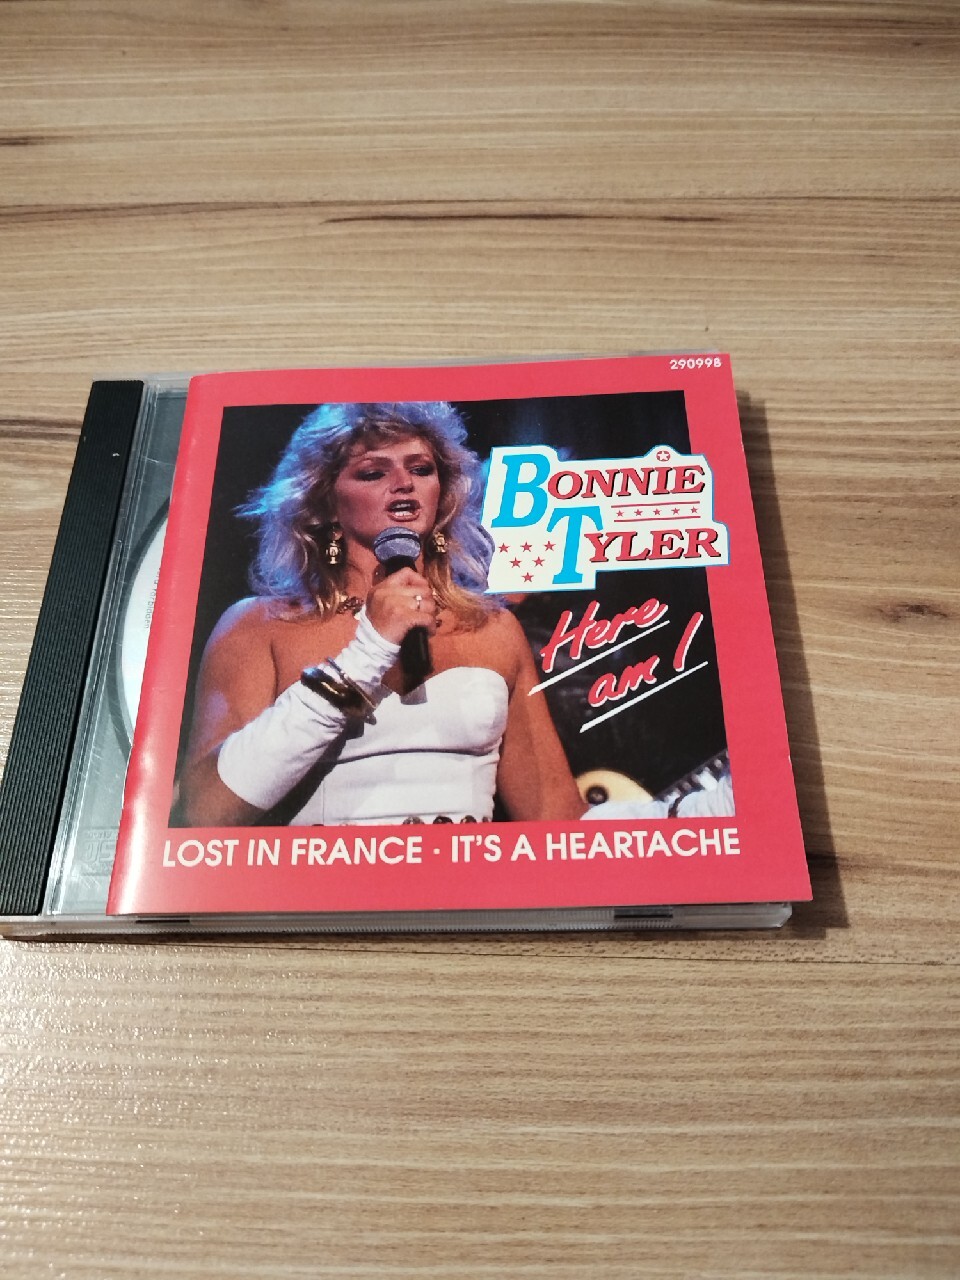 290998
BONNIE
TYLER
Here
am I
LOST IN FRANCE · IT'S A HEARTACHE